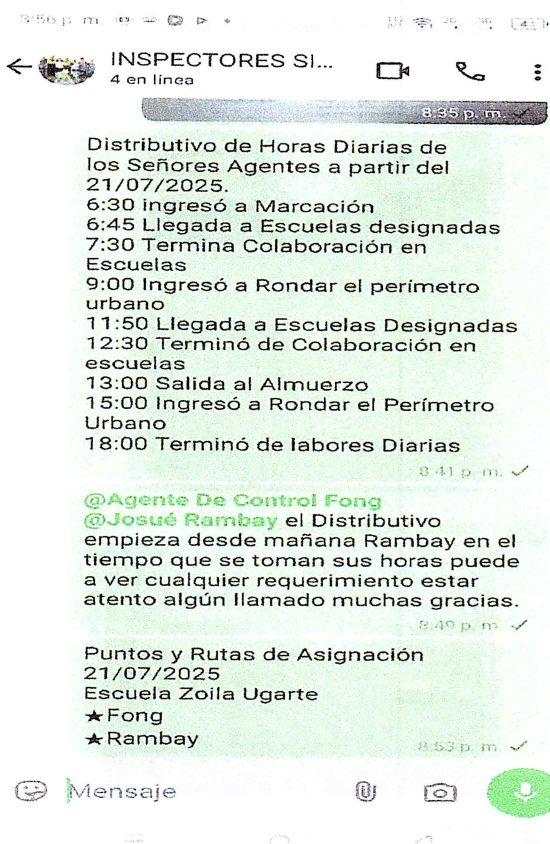 8:56 p. m.
INSPECTORES SI...
4 en línea
8:35 p. m.
Distributivo de Horas Diarias de
los Señores Agentes a partir del
21/07/2025.
6:30 ingresó a Marcación
6:45 Llegada a Escuelas designadas
7:30 Termina Colaboración en
Escuelas
9:00 Ingresó a Rondar el perímetro
urbano
11:50 Llegada a Escuelas Designadas
12:30 Terminó de Colaboración en
escuelas
13:00 Salida al Almuerzo
15:00 Ingresó a Rondar el Perímetro
Urbano
18:00 Terminó de labores Diarias
8:41 p. m.
@Agente De Control Fong
@Josué Rambay el Distributivo
empieza desde mañana Rambay en el
tiempo que se toman sus horas puede
a ver cualquier requerimiento estar
atento algún llamado muchas gracias.
8:49 p. m.
Puntos y Rutas de Asignación
21/07/2025
Escuela Zoila Ugarte
★Fong
★Rambay
8:53 p. m.
Mensaje